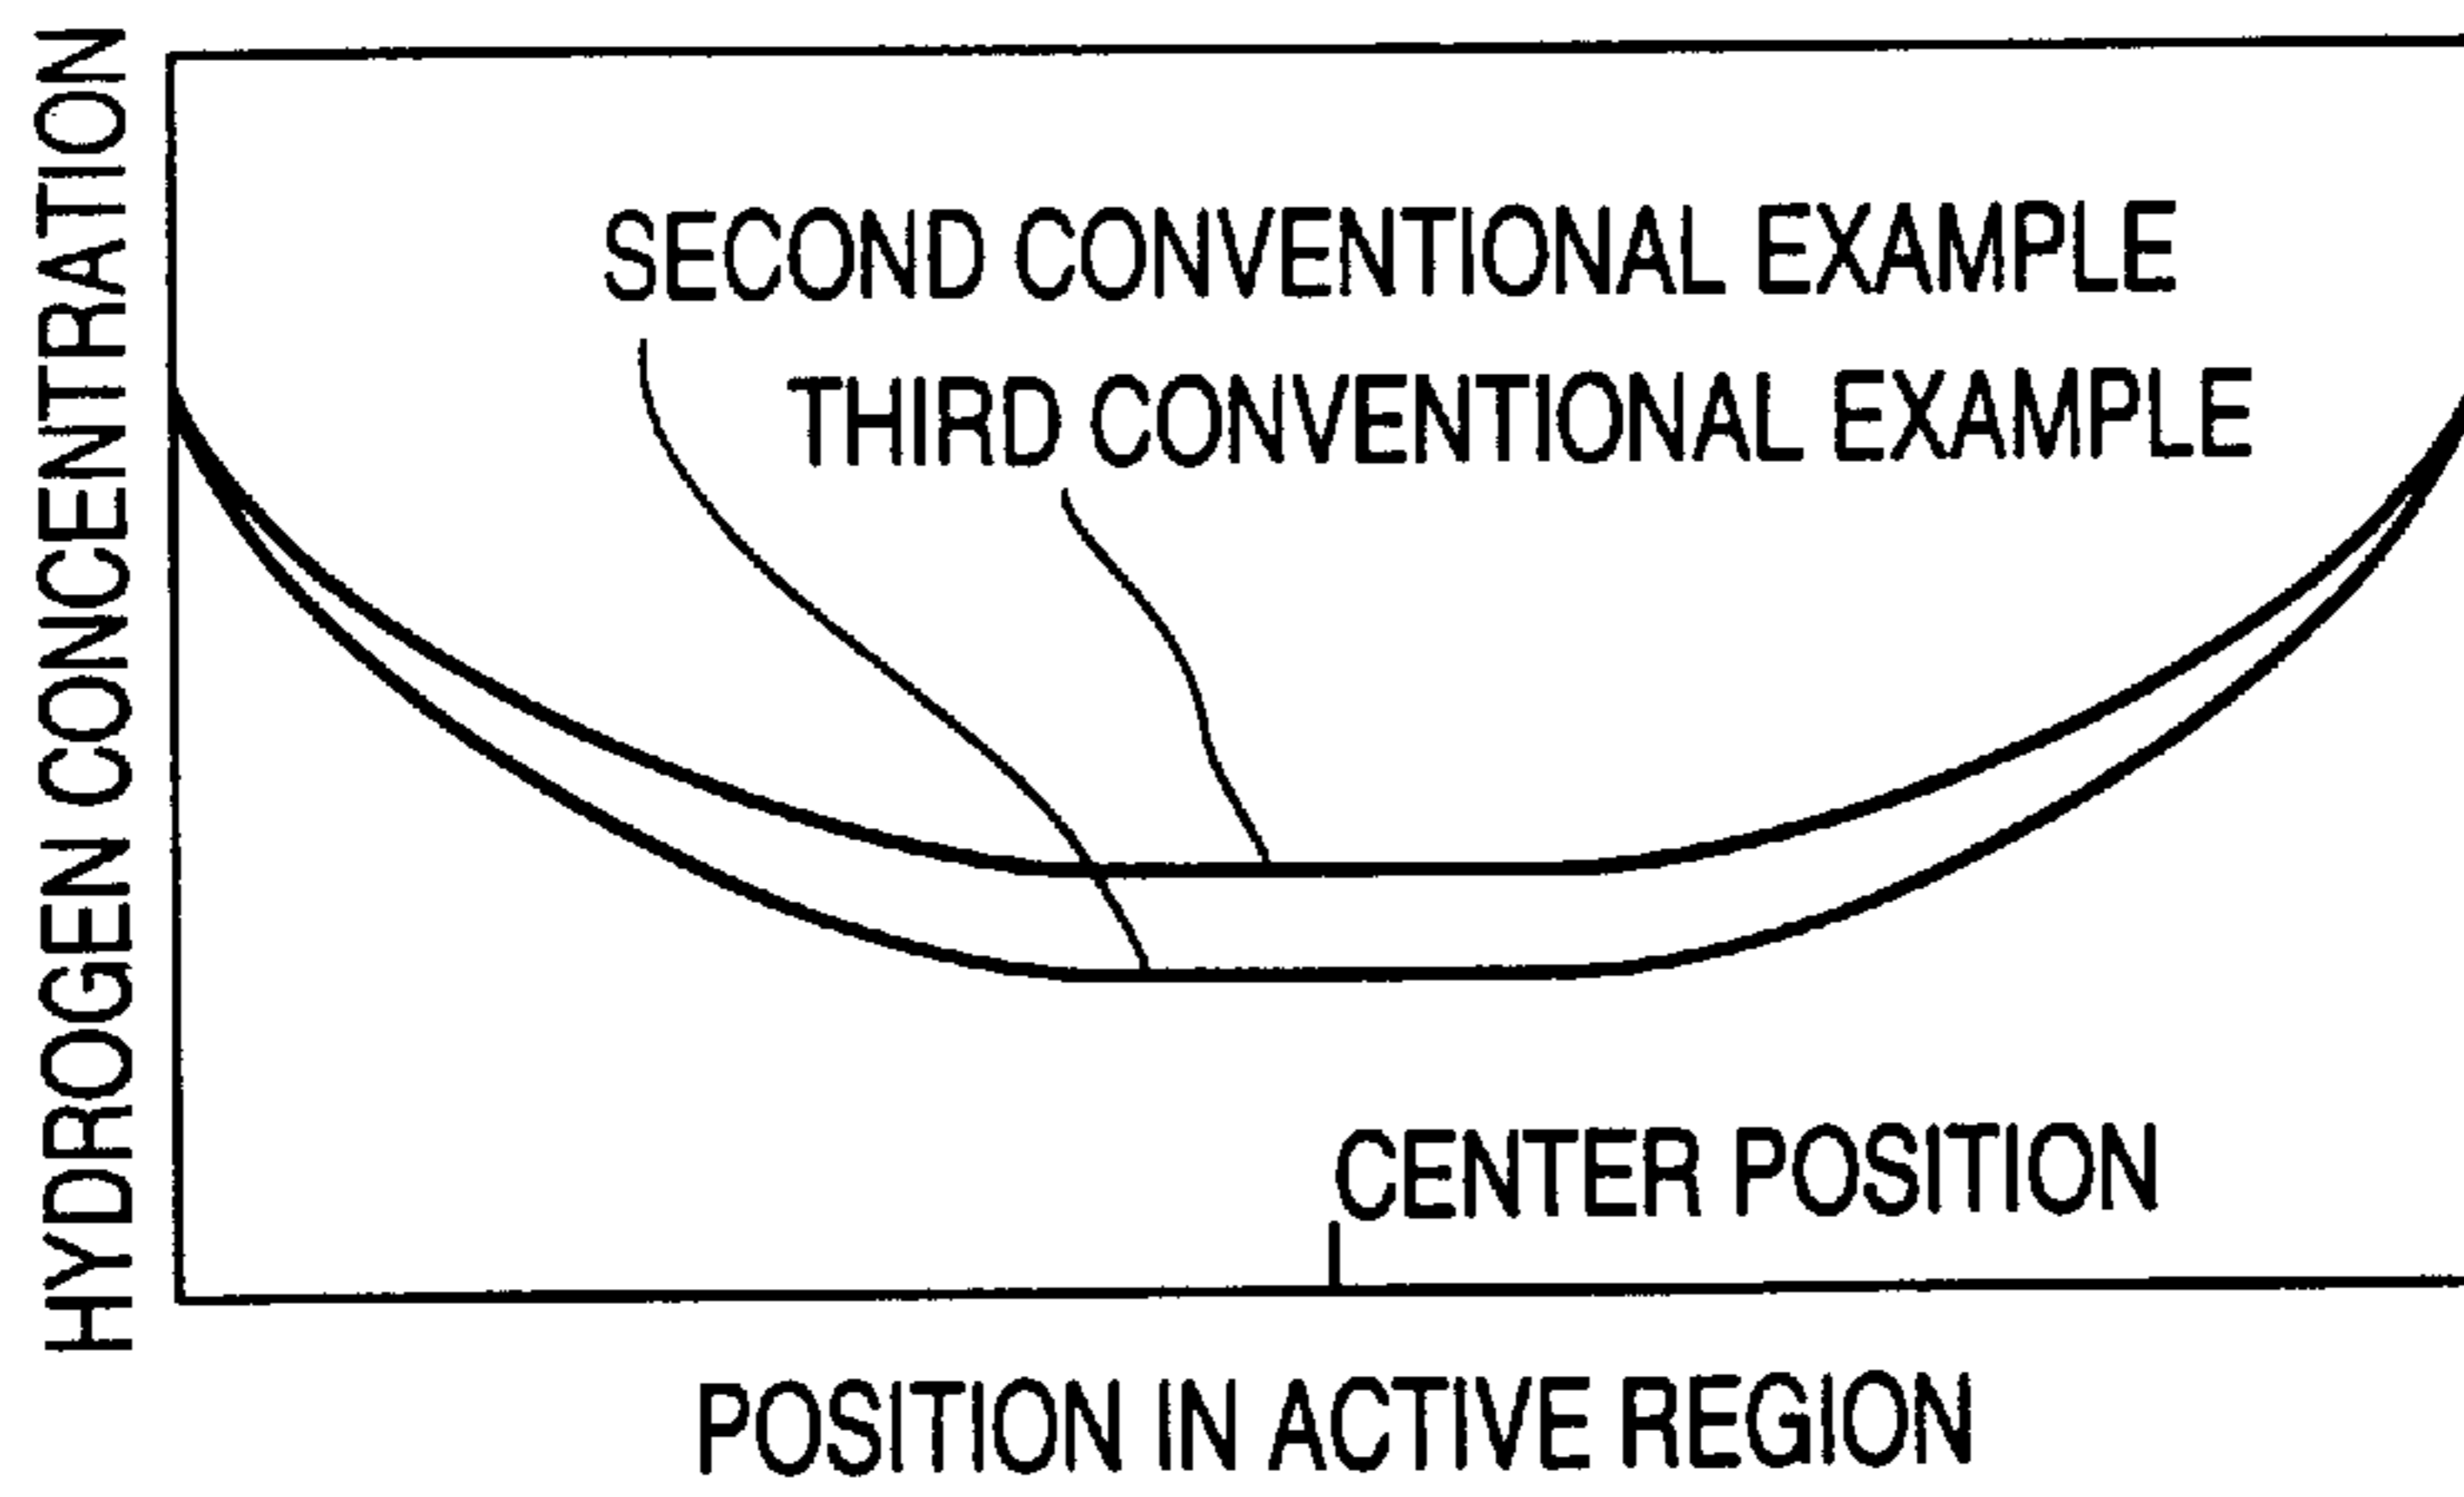 HYDROGEN CONCENTRATION
SECOND CONVENTIONAL EXAMPLE
THIRD CONVENTIONAL EXAMPLE
CENTER POSITION
POSITION IN ACTIVE REGION